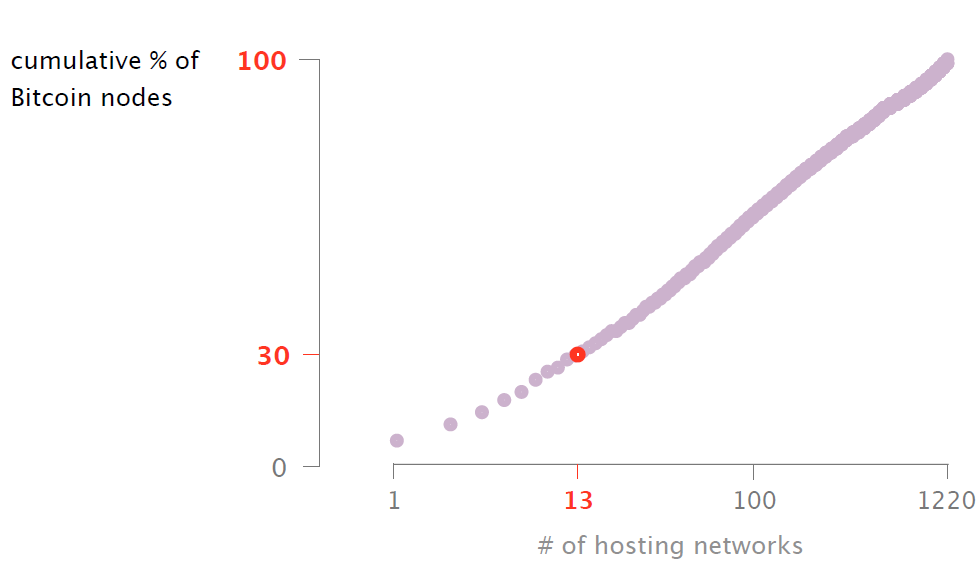 cumulative % of
Bitcoin nodes
100
30
0
1
13
100
1220
# of hosting networks